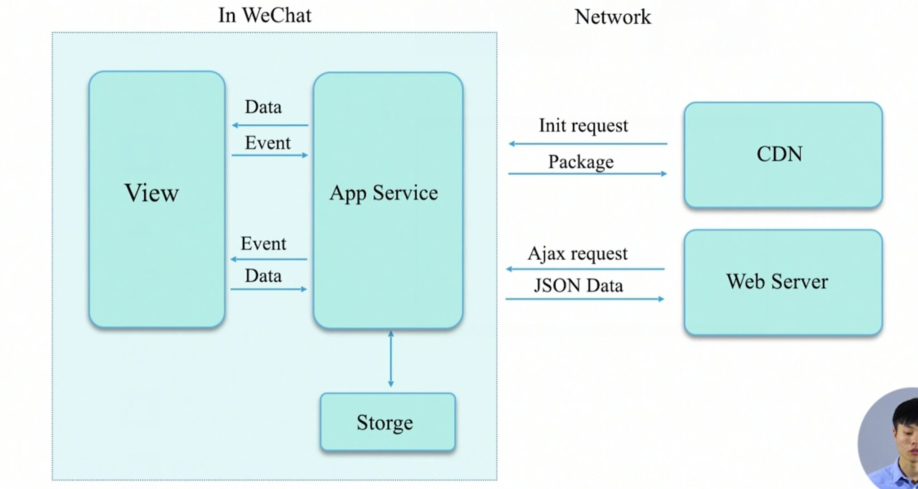 In WeChat
Network
View
Data
Event
Event
Data
App Service
Storge
Init request
Package
CDN
Ajax request
JSON Data
Web Server